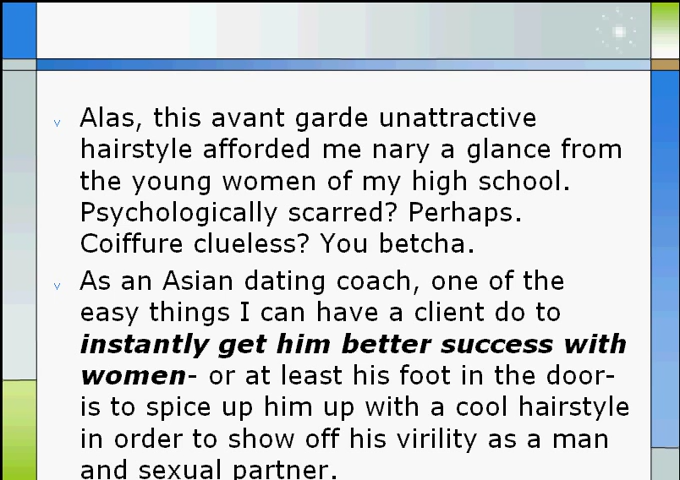 Alas, this avant garde unattractive
hairstyle afforded me nary a glance from
the young women of my high school.
Psychologically scarred? Perhaps.
Coiffure clueless? You betcha.
As an Asian dating coach, one of the
easy things I can have a client do to
instantly get him better success with
women- or at least his foot in the door-
is to spice up him up with a cool hairstyle
in order to show off his virility as a man
and sexual partner.